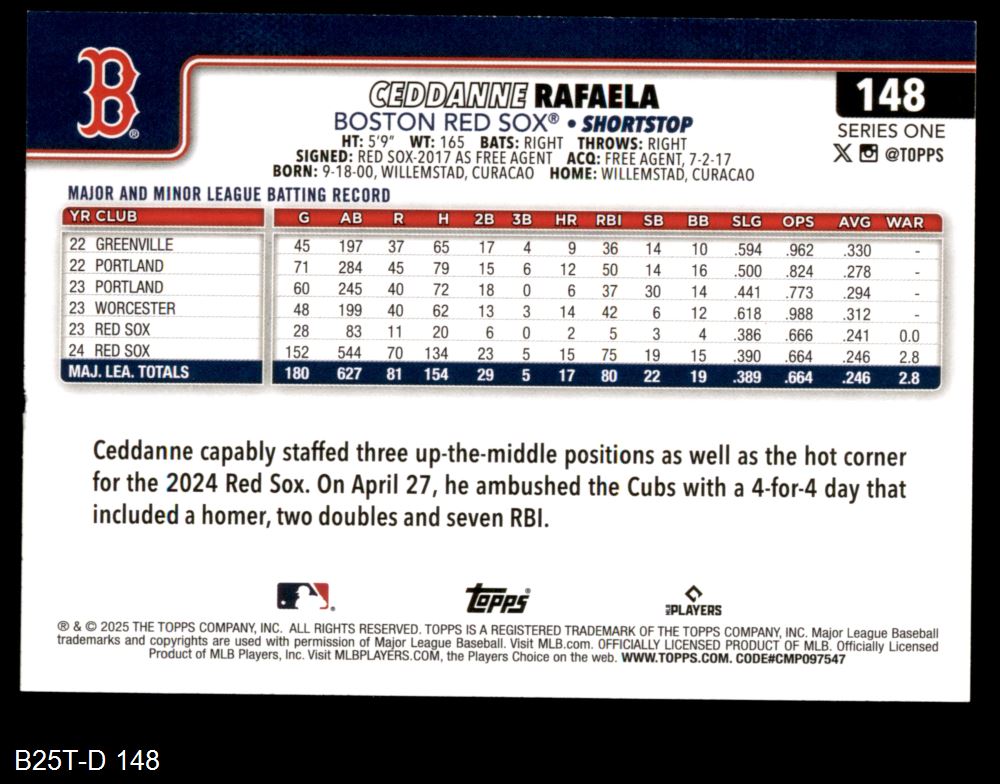 B
®
CEDDANNE RAFAELA
148
BOSTON RED SOX® • SHORTSTOP
SERIES ONE
HT: 5'9" WT: 165 BATS: RIGHT THROWS: RIGHT
@TOPPS
SIGNED: RED SOX-2017 AS FREE AGENT ACQ: FREE AGENT, 7-2-17
BORN: 9-18-00, WILLEMSTAD, CURACAO HOME: WILLEMSTAD, CURACAO
MAJOR AND MINOR LEAGUE BATTING RECORD
YR CLUB G AB R H 2B 3B HR RBI SB BB SLG OPS AVG WAR
22 GREENVILLE 45 197 37 65 17 4 9 36 14 10 .594 .962 .330 -
22 PORTLAND 71 284 45 79 15 6 12 50 14 16 .500 .824 .278 -
23 PORTLAND 60 245 40 72 18 0 6 37 30 14 .441 .773 .294 -
23 WORCESTER 48 199 40 62 13 3 14 42 6 12 .618 .988 .312 -
23 RED SOX 28 83 11 20 6 0 2 5 3 4 .386 .666 .241 0.0
24 RED SOX 152 544 70 134 23 5 15 75 19 15 .390 .664 .246 2.8
MAJ. LEA. TOTALS 180 627 81 154 29 5 17 80 22 19 .389 .664 .246 2.8
Ceddanne capably staffed three up-the-middle positions as well as the hot corner
for the 2024 Red Sox. On April 27, he ambushed the Cubs with a 4-for-4 day that
included a homer, two doubles and seven RBI.
Topps® PLAYERS
® & © 2025 THE TOPPS COMPANY, INC. ALL RIGHTS RESERVED. TOPPS IS A REGISTERED TRADEMARK OF THE TOPPS COMPANY, INC. Major League Baseball
trademarks and copyrights are used with permission of Major League Baseball. Visit MLB.com. OFFICIALLY LICENSED PRODUCT OF MLB. Officially Licensed
Product of MLB Players, Inc. Visit MLBPLAYERS.COM, the Players Choice on the web. WWW.TOPPS.COM. CODE#CMP097547
B25T-D 148